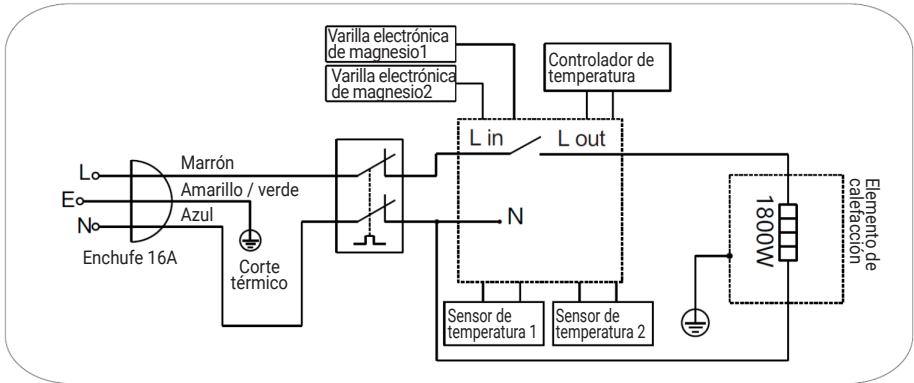 Varilla electrónica
de magnesio1
Varilla electrónica
de magnesio2
Controlador de
temperatura
L in
L out
L
Marrón
E
Amarillo / verde
N
Azul
Enchufe 16A
Corte
térmico
N
1800W
Elemento de
calefacción
Sensor de
temperatura 1
Sensor de
temperatura 2